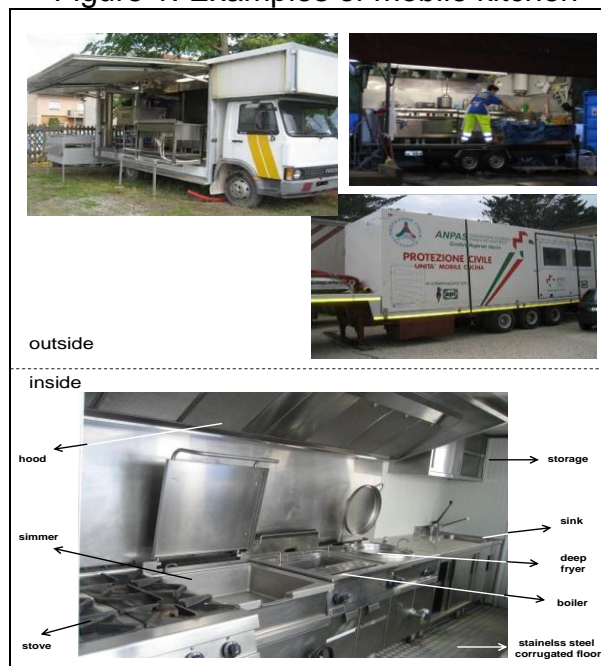 Figure 1: Examples of mobile kitchen
ANPAS
PROTEZIONE CIVILE
UNITA' MOBILE CUCINA
outside
inside
hood
storage
simmer
sink
deep
fryer
boiler
stove
stainelss steel
corrugated floor